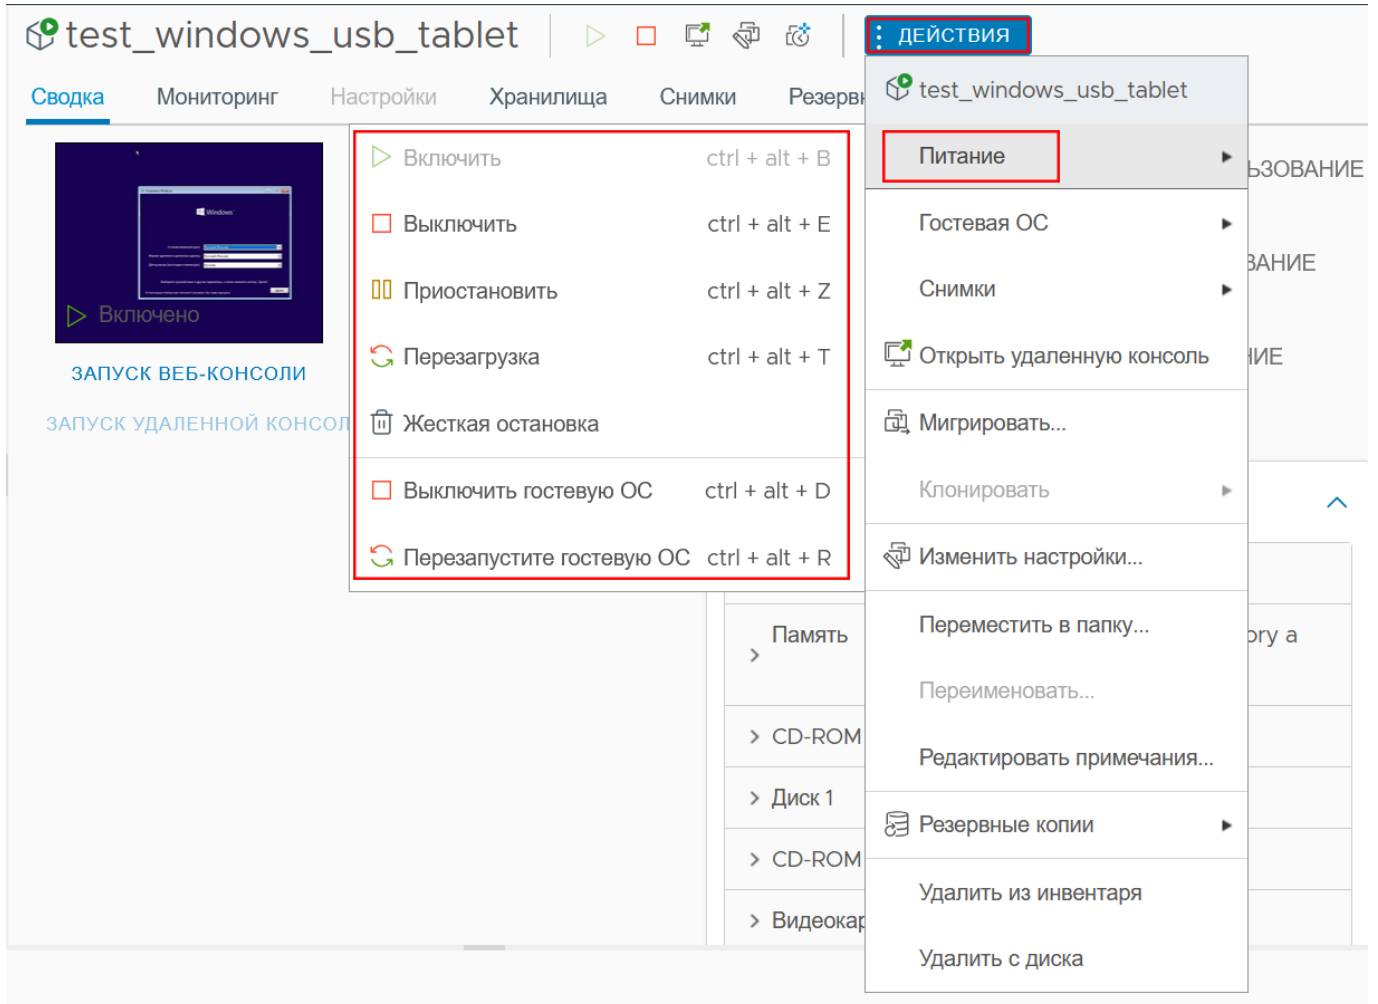 test_windows_usb_tablet
ДЕЙСТВИЯ
Сводка
Мониторинг
Настройки
Хранилища
Снимки
Резерв
Windows
Включено
ЗАПУСК ВЕБ-КОНСОЛИ
ЗАПУСК УДАЛЕННОЙ КОНСОЛ
Включить ctrl + alt + B
Выключить ctrl + alt + E
Приостановить ctrl + alt + Z
Перезагрузка ctrl + alt + T
Жесткая остановка
Выключить гостевую ОС ctrl + alt + D
Перезапустите гостевую ОС ctrl + alt + R
test_windows_usb_tablet
Питание
Гостевая ОС
Снимки
Открыть удаленную консоль
Мигрировать...
Клонировать
Изменить настройки...
Переместить в папку...
Переименовать...
Редактировать примечания...
Резервные копии
Удалить из инвентаря
Удалить с диска
ЬЗОВАНИЕ
ВАНИЕ
ИЕ
Память
ory a
CD-ROM
Диск 1
CD-ROM
Видеокар